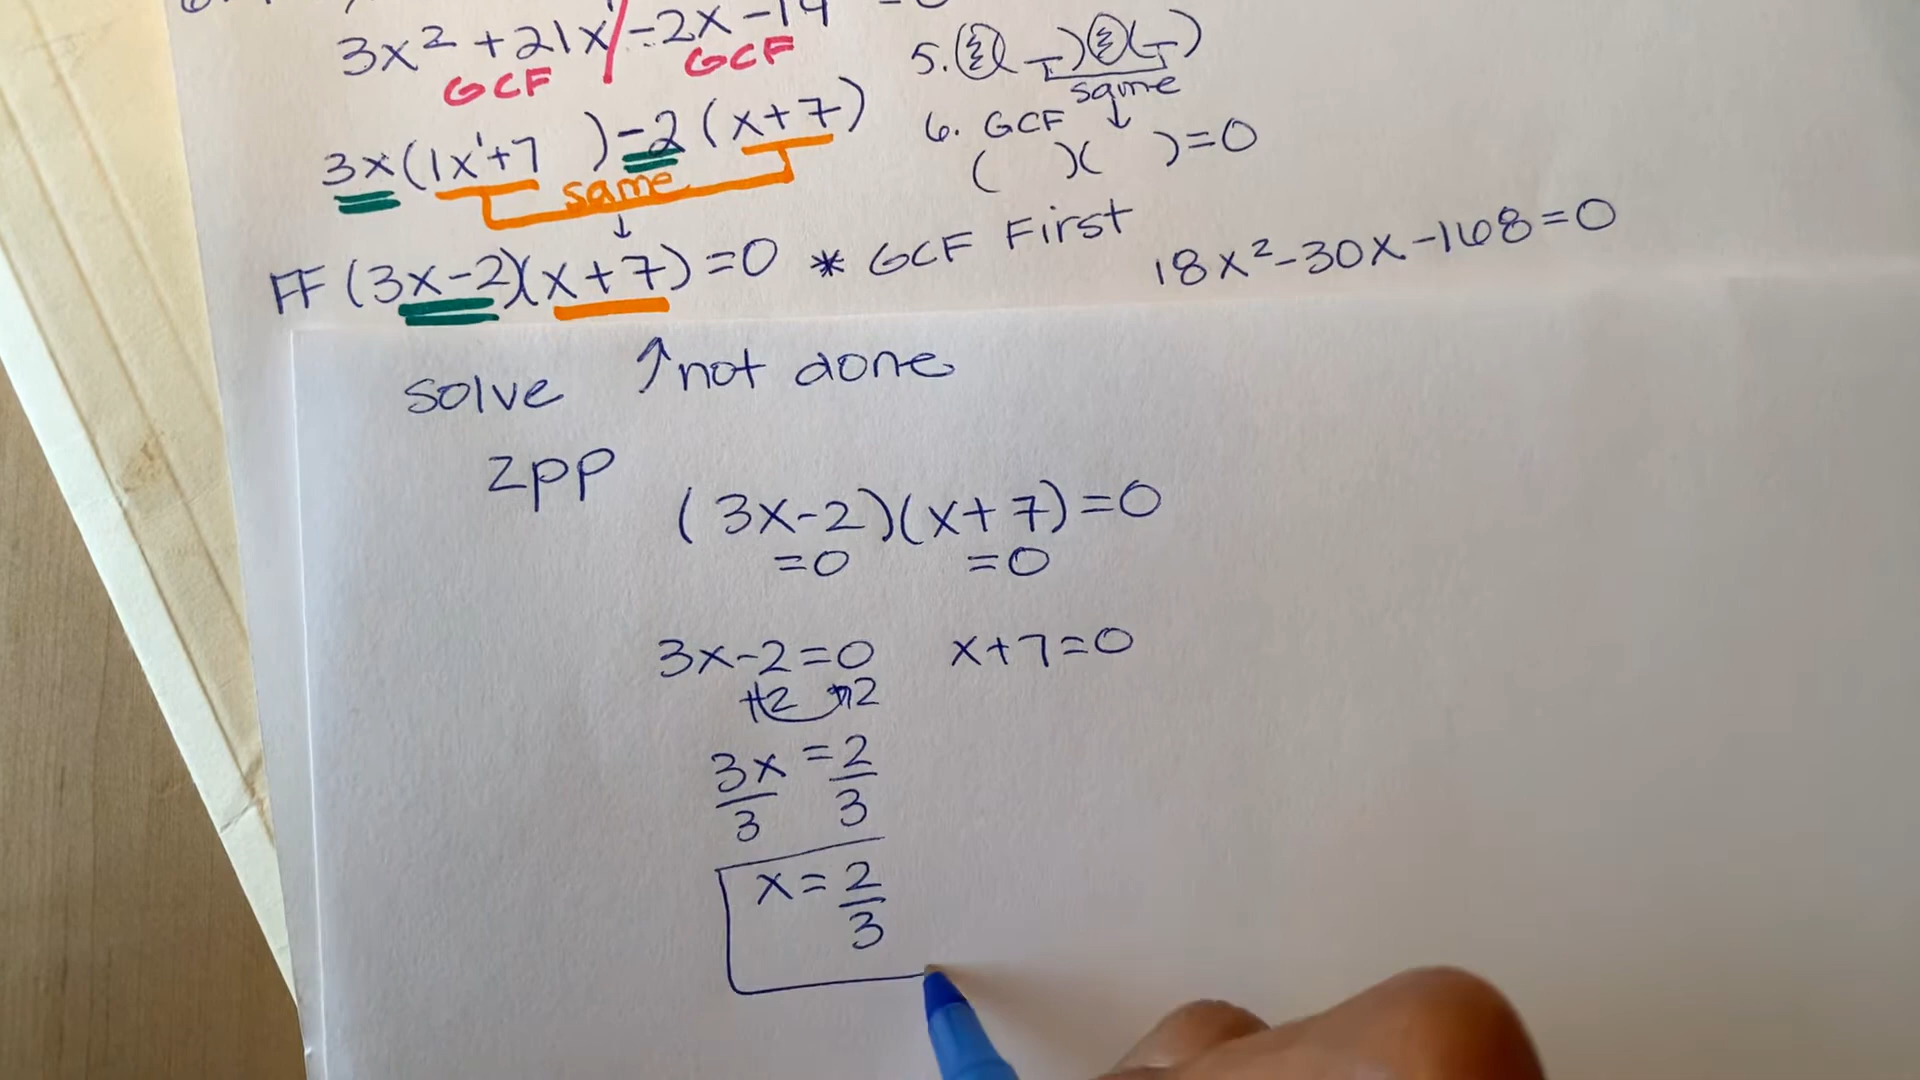 3x² + 21x - 2x - 14 = 0
GCF GCF
3x(1x¹+7 ) -2 (x+7)
same
FF (3x-2)(x+7) = 0
5. ( )( )
same
6. GCF
( )( ) = 0
* GCF First
18x² - 30x - 168 = 0
solve not done
zpp
(3x-2)(x+7) = 0
=0 =0
3x-2=0 x+7=0
+2 +2
3x = 2
3 3
x = 2
3